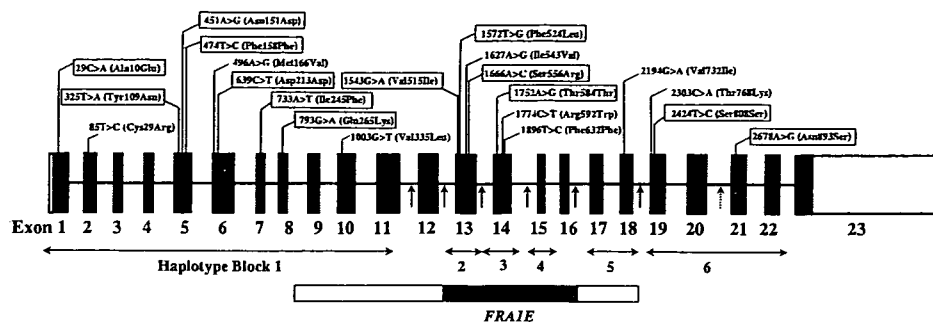 451A>G (Asn151Asp)
474T>C (Phe158Phe)
496A>G (Met166Val)
639C>T (Asp213Asp)
29C>A (Ala10Glu)
325T>A (Tyr109Asn)
85T>C (Cys29Arg)
733A>T (Ile245Phe)
793G>A (Gln265Lys)
1003G>T (Val335Leu)
1543G>A (Val515Ile)
1572T>G (Phe524Leu)
1627A>G (Ile543Val)
1666A>C (Ser556Arg)
1752A>G (Thr584Thr)
1774C>T (Arg592Trp)
1896T>C (Phe632Phe)
2194G>A (Val732Ile)
2303C>A (Thr768Lys)
2424T>C (Ser808Ser)
2678A>G (Asn893Ser)
Exon 1 2 3 4 5 6 7 8 9 10 11 12 13 14 15 16 17 18 19 20 21 22 23
Haplotype Block 1 2 3 4 5 6
FRA1E